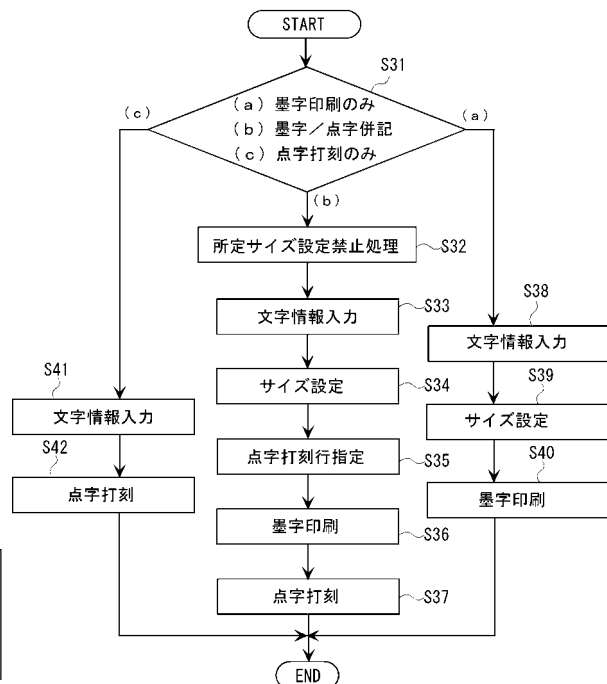 START
S31
(c)
(a) 墨字印刷のみ
(a)
(b) 墨字/点字併記
(c) 点字打刻のみ
(b)
所定サイズ設定禁止処理
S32
文字情報入力
S33
サイズ設定
S34
点字打刻行指定
S35
墨字印刷
S36
点字打刻
S37
S38
文字情報入力
S39
サイズ設定
S40
墨字印刷
S41
文字情報入力
S42
点字打刻
END